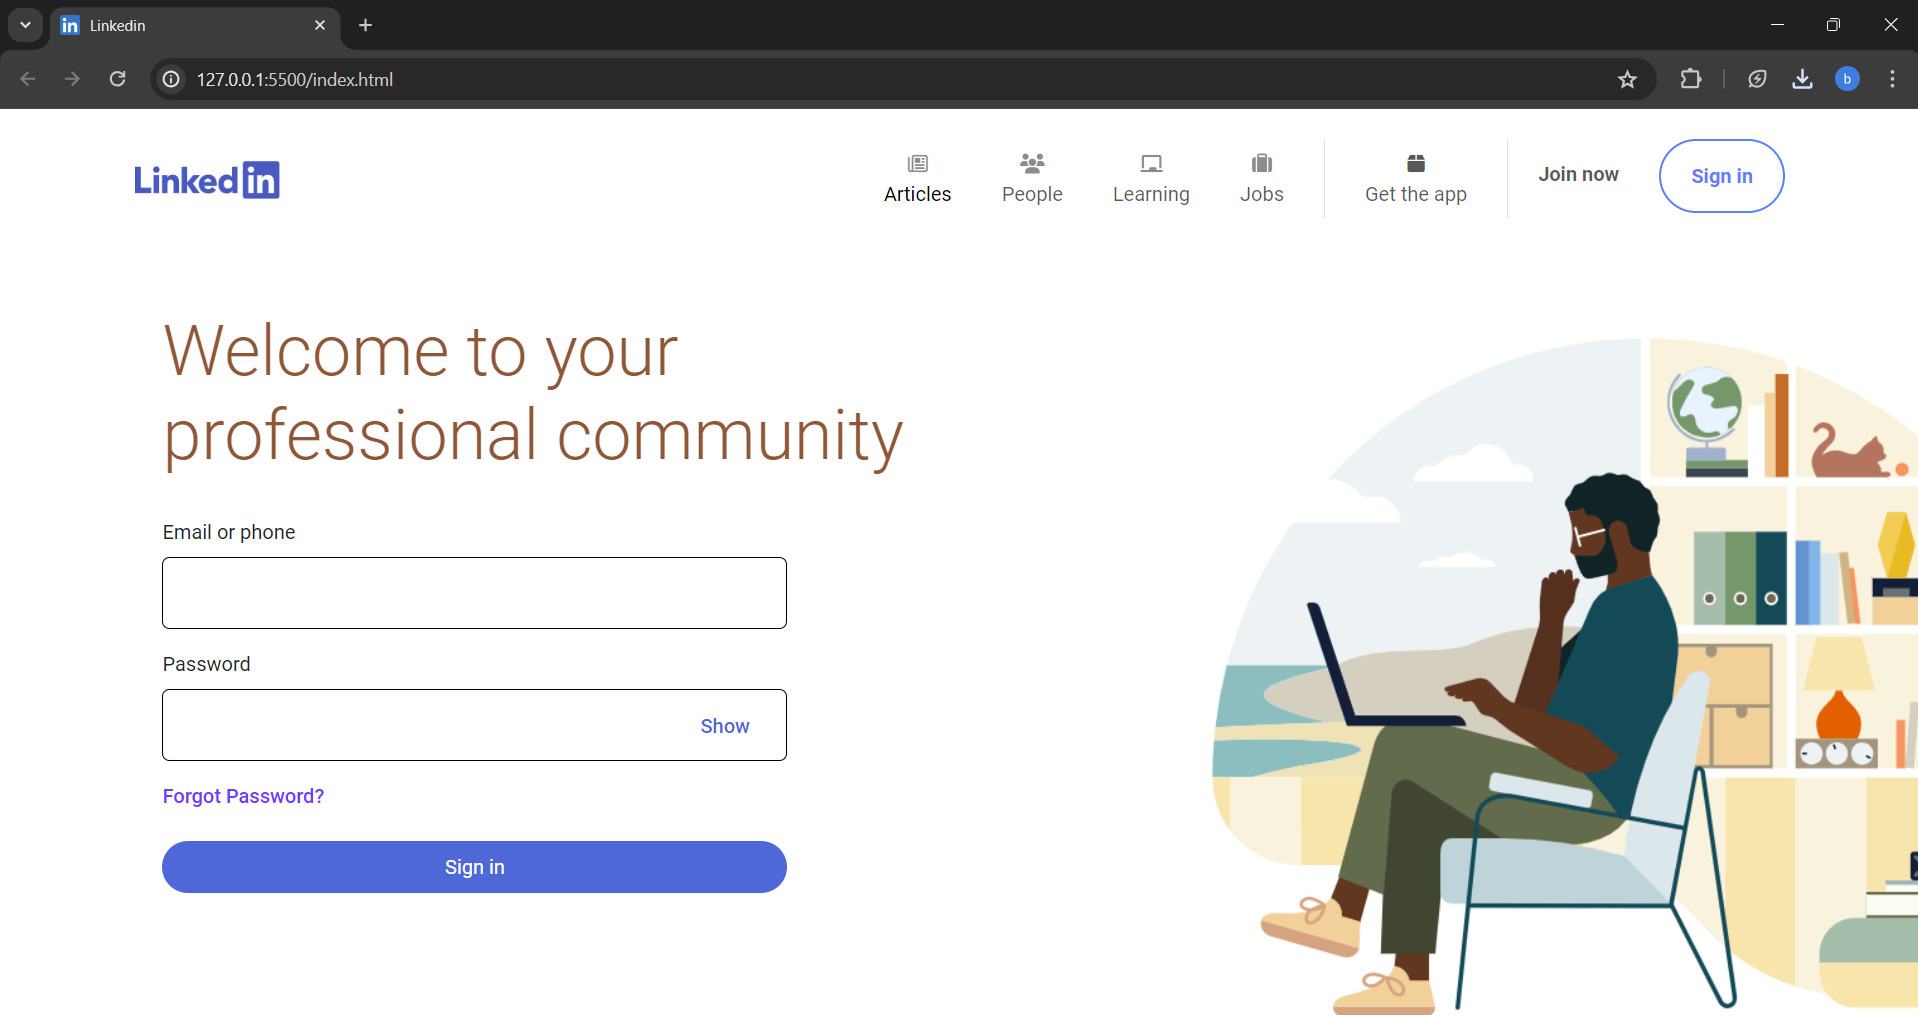 Linkedin
127.0.0.1:5500/index.html
b
Linked in
Articles
People
Learning
Jobs
Get the app
Join now
Sign in
Welcome to your
professional community
Email or phone
Password
Show
Forgot Password?
Sign in